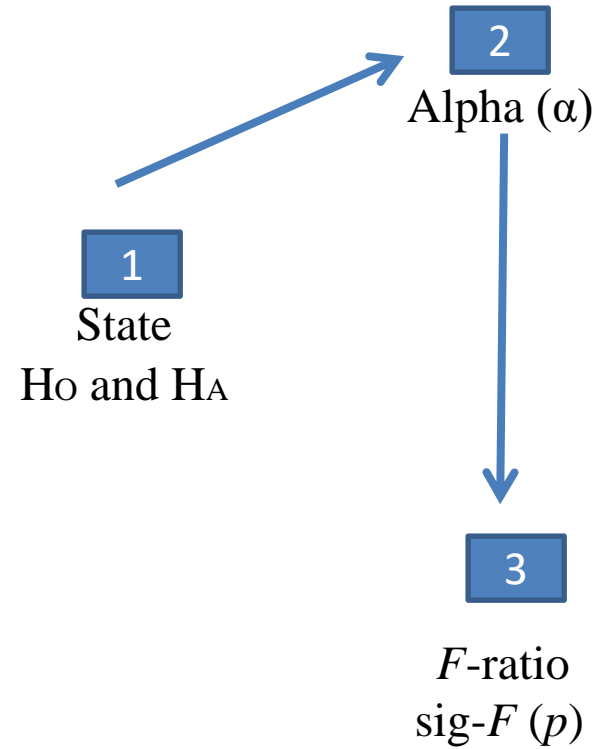 1
State
Ho and HA
2
Alpha (α)
3
F-ratio
sig-F (p)